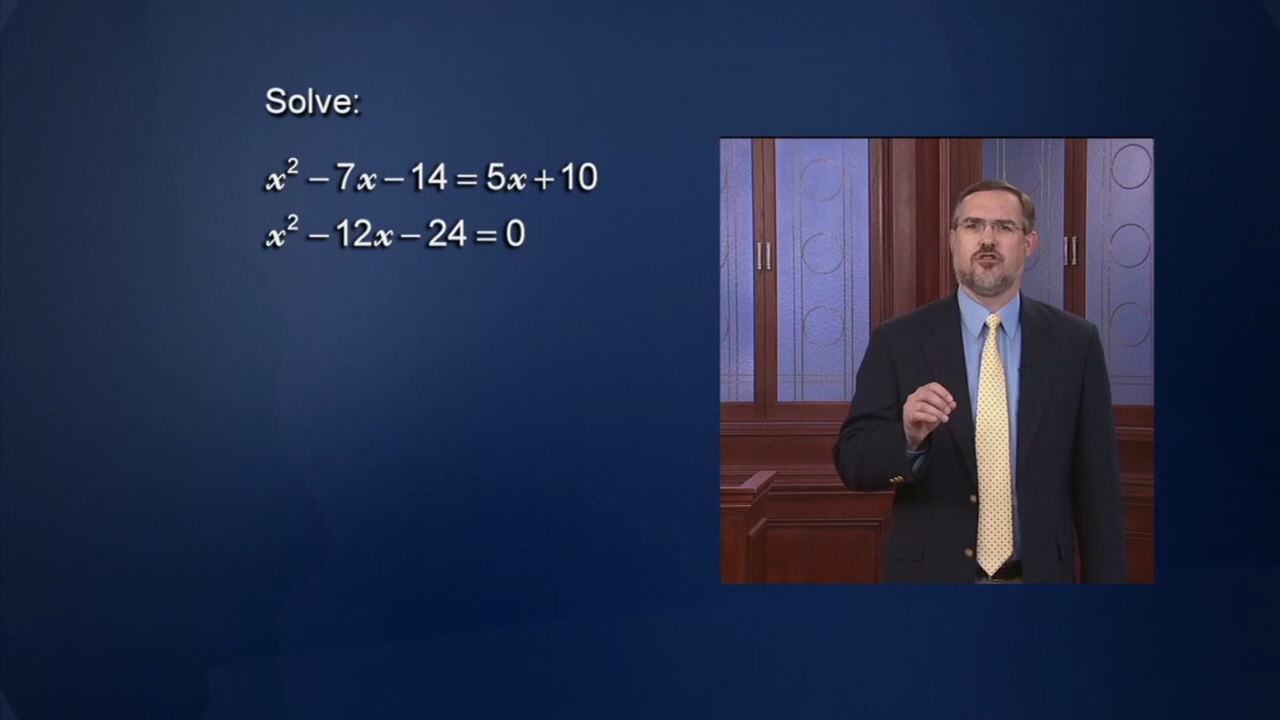 Solve:
x² − 7x − 14 = 5x + 10
x² − 12x − 24 = 0